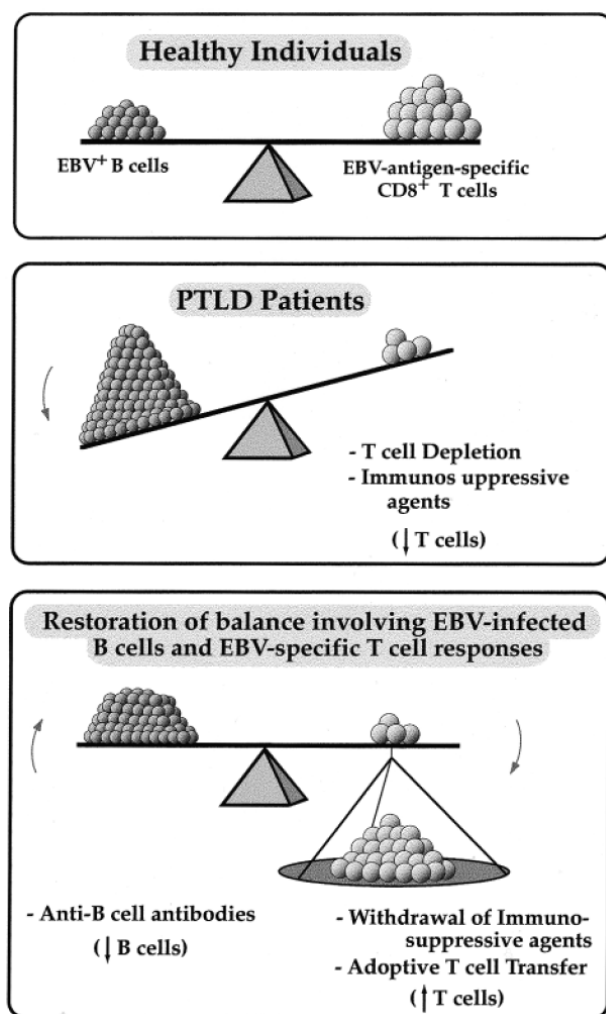 Healthy Individuals
EBV+ B cells
EBV-antigen-specific
CD8+ T cells
PTLD Patients
- T cell Depletion
- Immunos uppressive
agents
(↓ T cells)
Restoration of balance involving EBV-infected
B cells and EBV-specific T cell responses
- Anti-B cell antibodies
(↓ B cells)
- Withdrawal of Immuno-
suppressive agents
- Adoptive T cell Transfer
(↑ T cells)